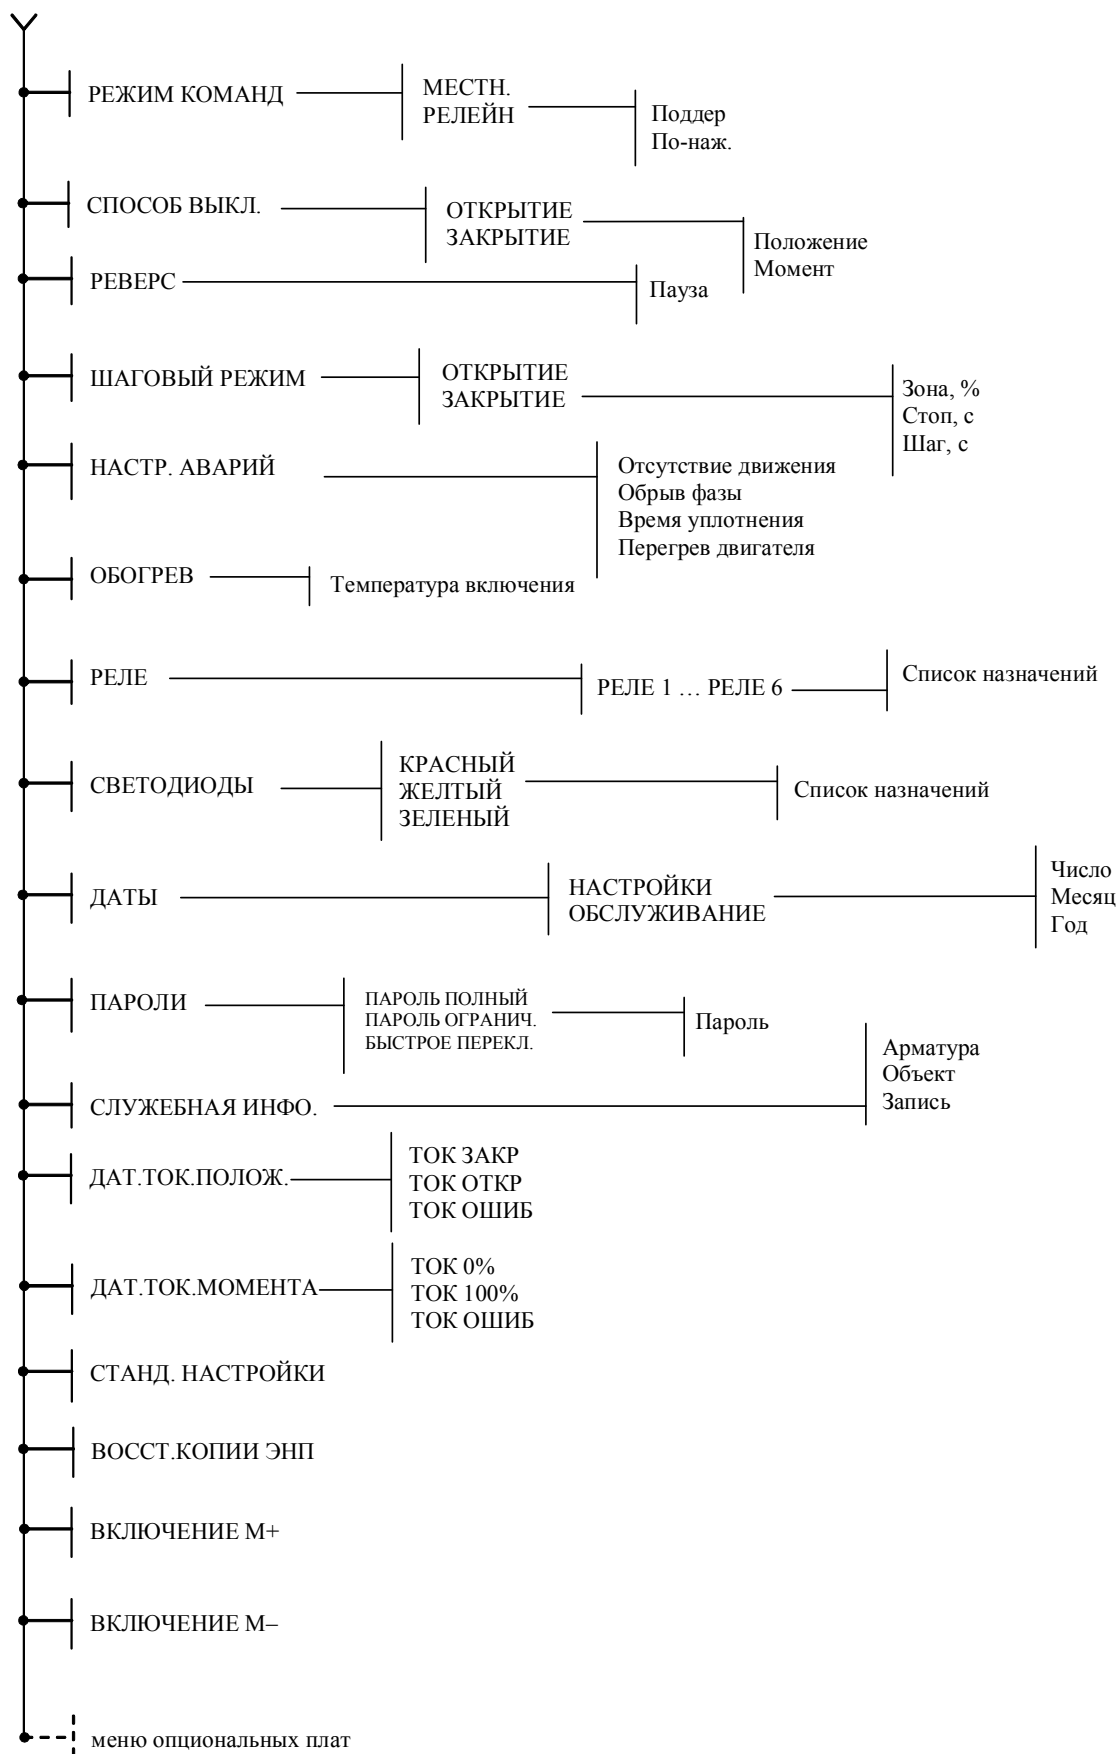 РЕЖИМ КОМАНД
МЕСТН.
РЕЛЕЙН
Поддер
По-наж.
СПОСОБ ВЫКЛ.
ОТКРЫТИЕ
ЗАКРЫТИЕ
Положение
Момент
РЕВЕРС
Пауза
ШАГОВЫЙ РЕЖИМ
ОТКРЫТИЕ
ЗАКРЫТИЕ
Зона, %
Стоп, с
Шаг, с
НАСТР. АВАРИЙ
Отсутствие движения
Обрыв фазы
Время уплотнения
Перегрев двигателя
ОБОГРЕВ
Температура включения
РЕЛЕ
РЕЛЕ 1 … РЕЛЕ 6
Список назначений
СВЕТОДИОДЫ
КРАСНЫЙ
ЖЕЛТЫЙ
ЗЕЛЕНЫЙ
Список назначений
ДАТЫ
НАСТРОЙКИ
ОБСЛУЖИВАНИЕ
Число
Месяц
Год
ПАРОЛИ
ПАРОЛЬ ПОЛНЫЙ
ПАРОЛЬ ОГРАНИЧ.
БЫСТРОЕ ПЕРЕКЛ.
Пароль
СЛУЖЕБНАЯ ИНФО.
Арматура
Объект
Запись
ДАТ.ТОК.ПОЛОЖ.
ТОК ЗАКР
ТОК ОТКР
ТОК ОШИБ
ДАТ.ТОК.МОМЕНТА
ТОК 0%
ТОК 100%
ТОК ОШИБ
СТАНД. НАСТРОЙКИ
ВОССТ.КОПИИ ЭНП
ВКЛЮЧЕНИЕ М+
ВКЛЮЧЕНИЕ М–
меню опциональных плат